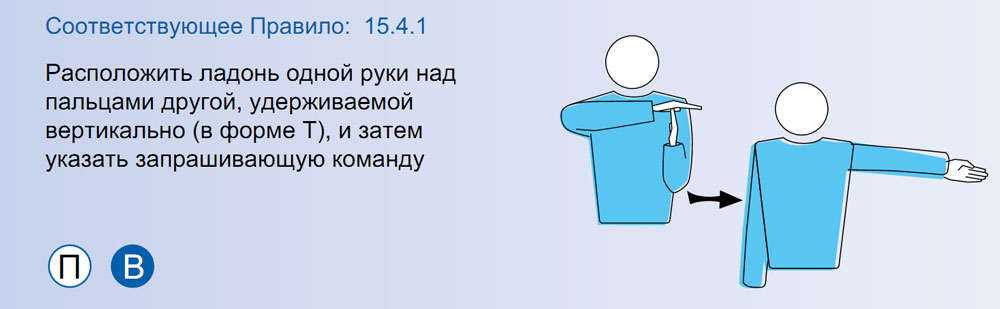 Соответствующее Правило: 15.4.1
Расположить ладонь одной руки над
пальцами другой, удерживаемой
вертикально (в форме Т), и затем
указать запрашивающую команду
П В